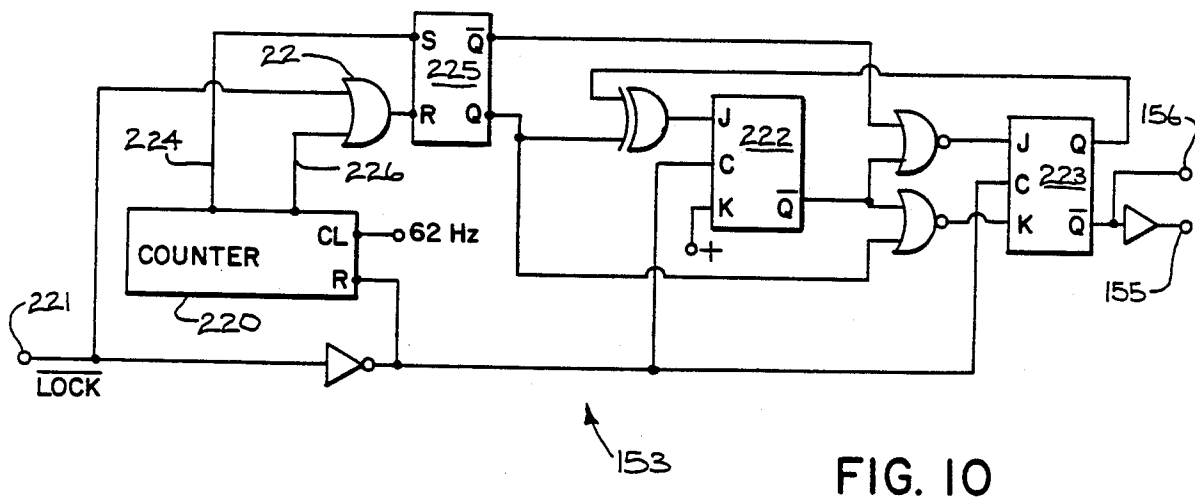 22
S Q
225
R Q
224
226
COUNTER
CL
62 Hz
R
220
221
LOCK
J
222
C
K Q
+
J Q
C 223
K Q
156
155
153
FIG. 10